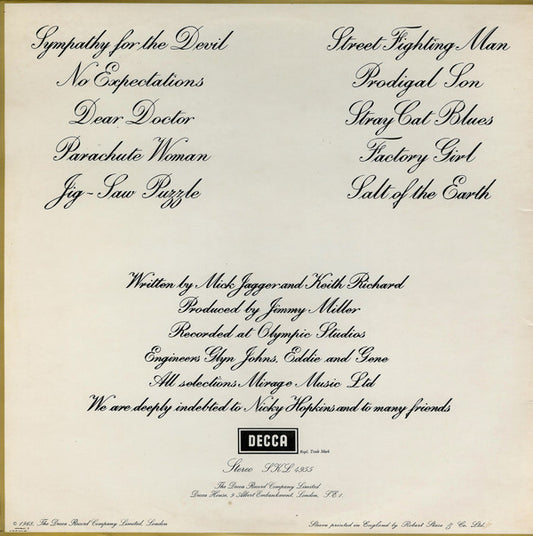 Sympathy for the Devil
No Expectations
Dear Doctor
Parachute Woman
Jig-Saw Puzzle
Street Fighting Man
Prodigal Son
Stray Cat Blues
Factory Girl
Salt of the Earth
Written by Mick Jagger and Keith Richard
Produced by Jimmy Miller
Recorded at Olympic Studios
Engineers Glyn Johns, Eddie and Gene
All selections Mirage Music Ltd
We are deeply indebted to Nicky Hopkins and to many friends
DECCA
Regd. Trade Mark
Stereo SKL 4955
The Decca Record Company Limited
Decca House, 9 Albert Embankment, London, S.E.1.
© 1968, The Decca Record Company Limited, London
Sleeve printed in England by Robert Stace & Co. Ltd.